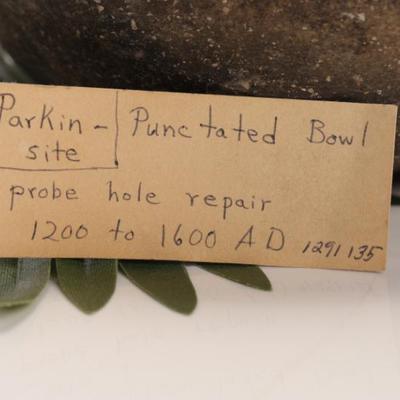 Parkin - Punctated Bowl
site
probe hole repair
1200 to 1600 AD 1291135